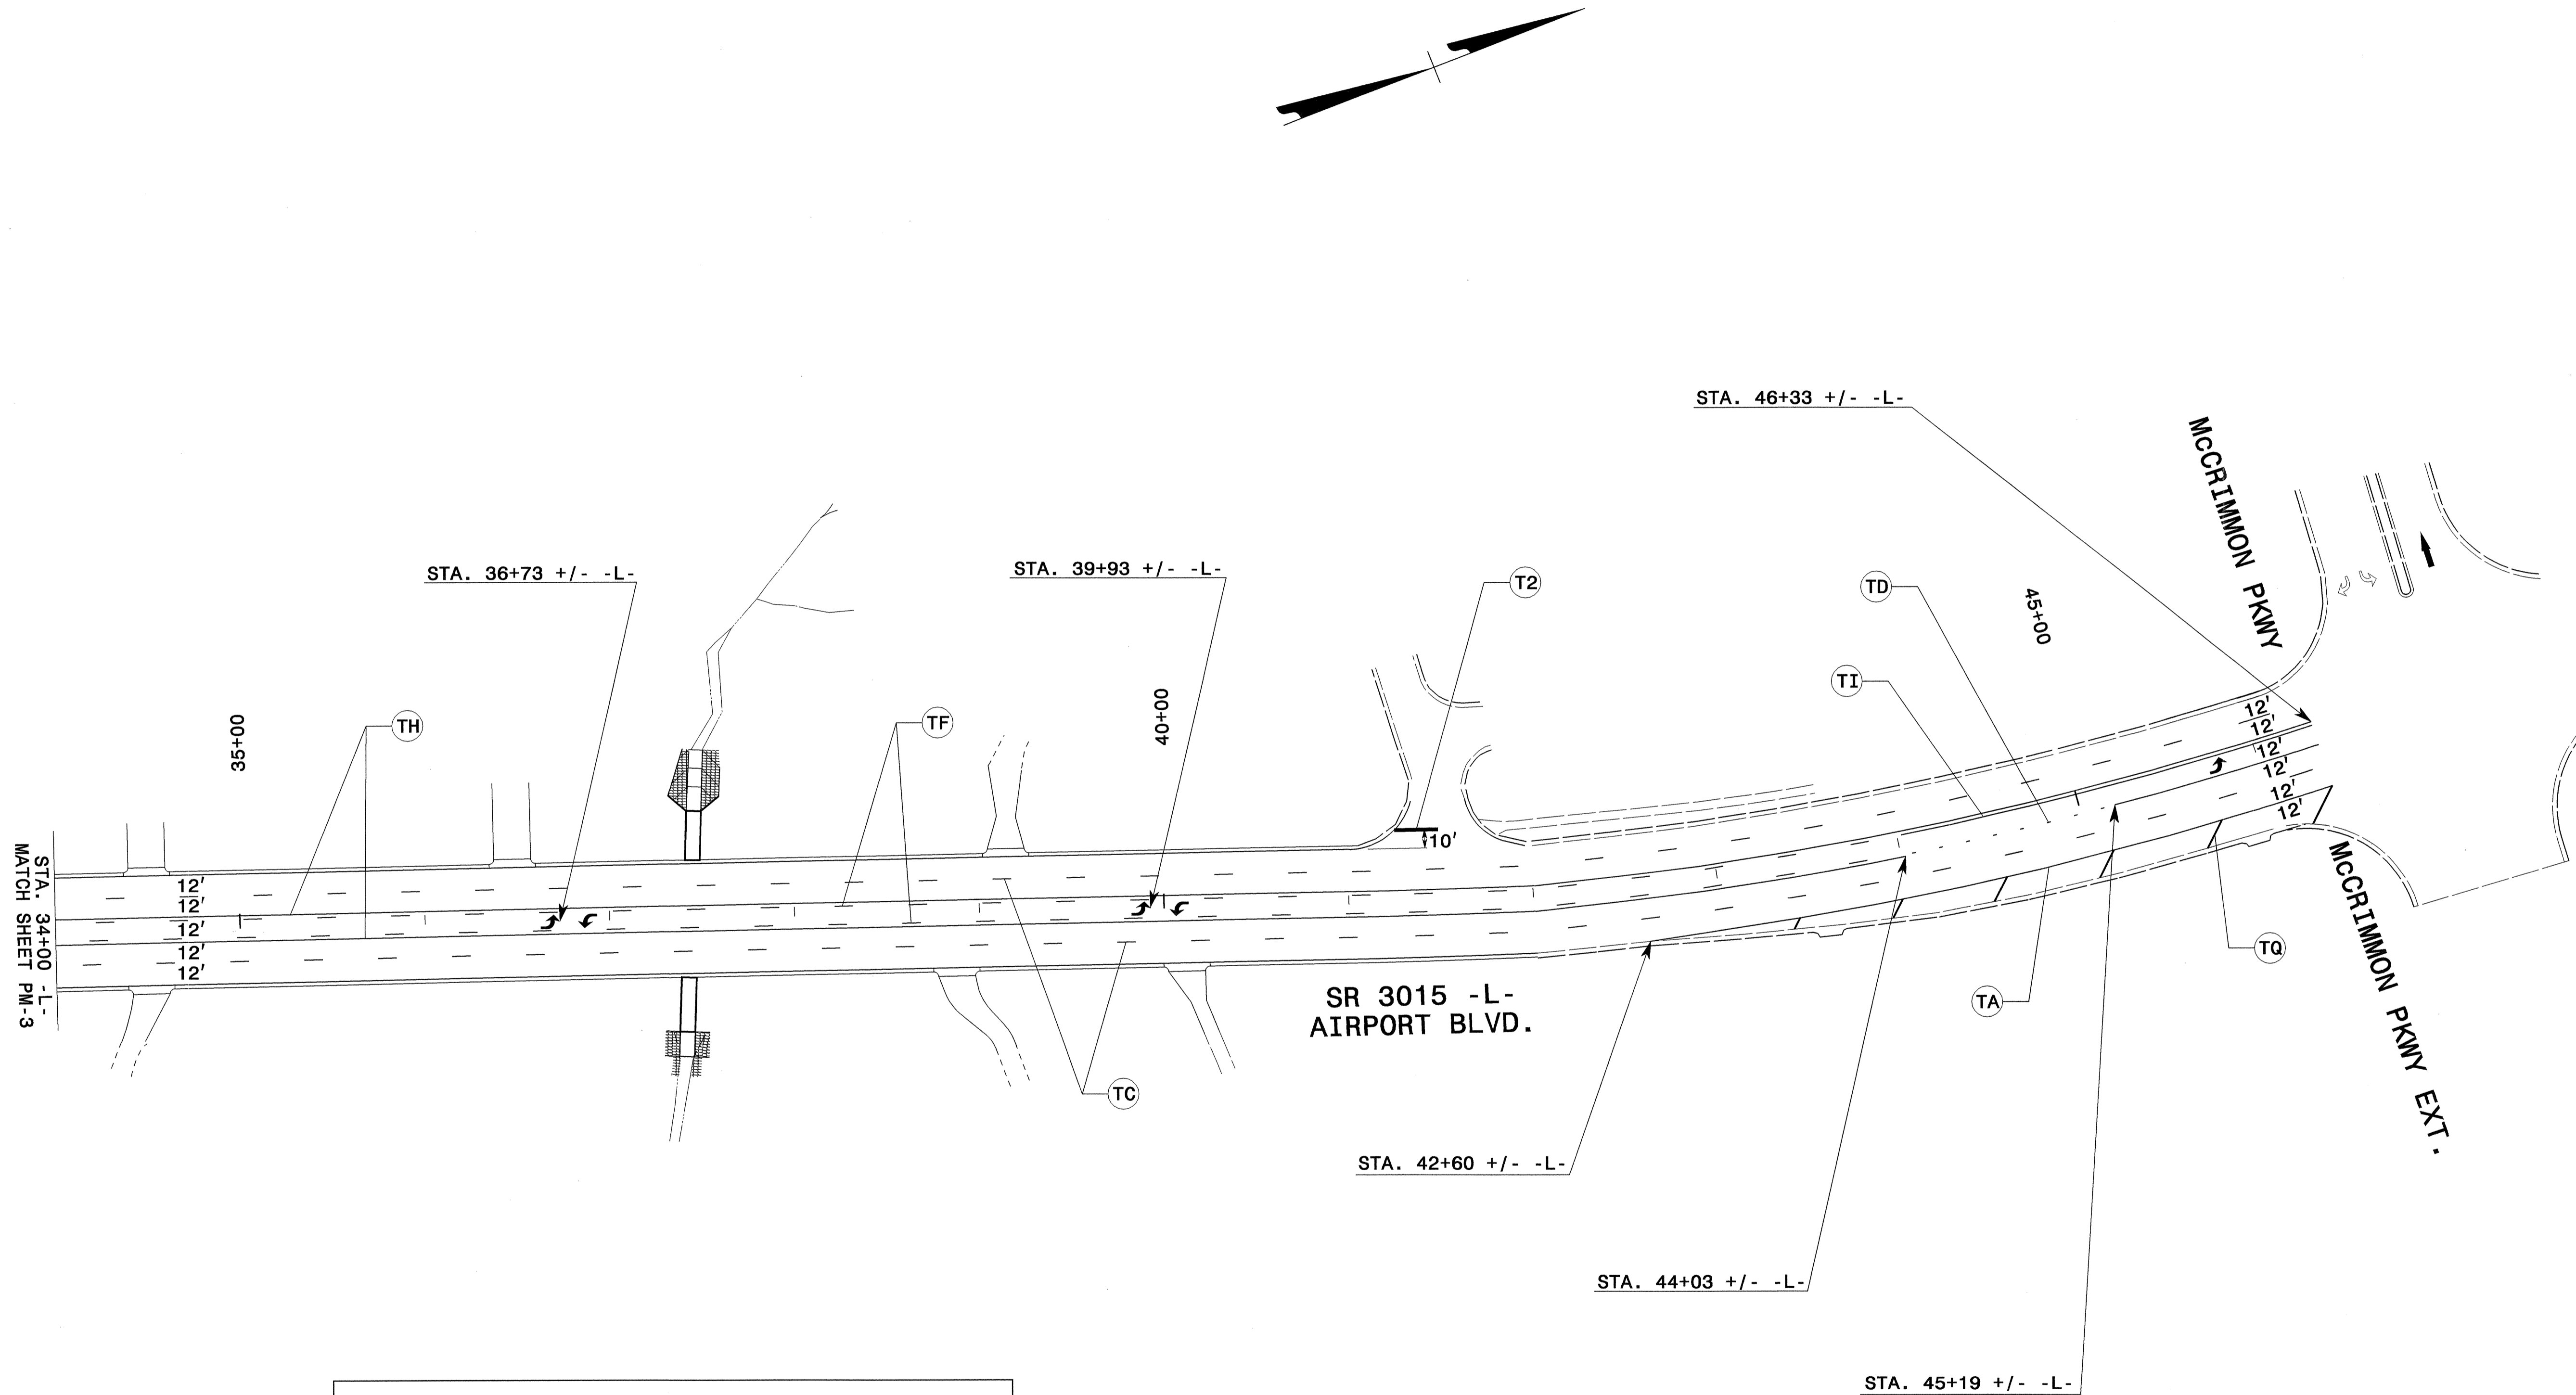 STA. 46+33 +/- -L-
McCRIMMON PKWY
STA. 36+73 +/- -L-
STA. 39+93 +/- -L-
T2
TD
45+00
TI
TH
35+00
TF
40+00
12'
12'
12'
12'
12'
12'
10'
STA. 34+00 -L-
MATCH SHEET PM-3
12'
12'
12'
12'
12'
McCRIMMON PKWY EXT.
TQ
TA
SR 3015 -L-
AIRPORT BLVD.
TC
STA. 42+60 +/- -L-
STA. 44+03 +/- -L-
STA. 45+19 +/- -L-